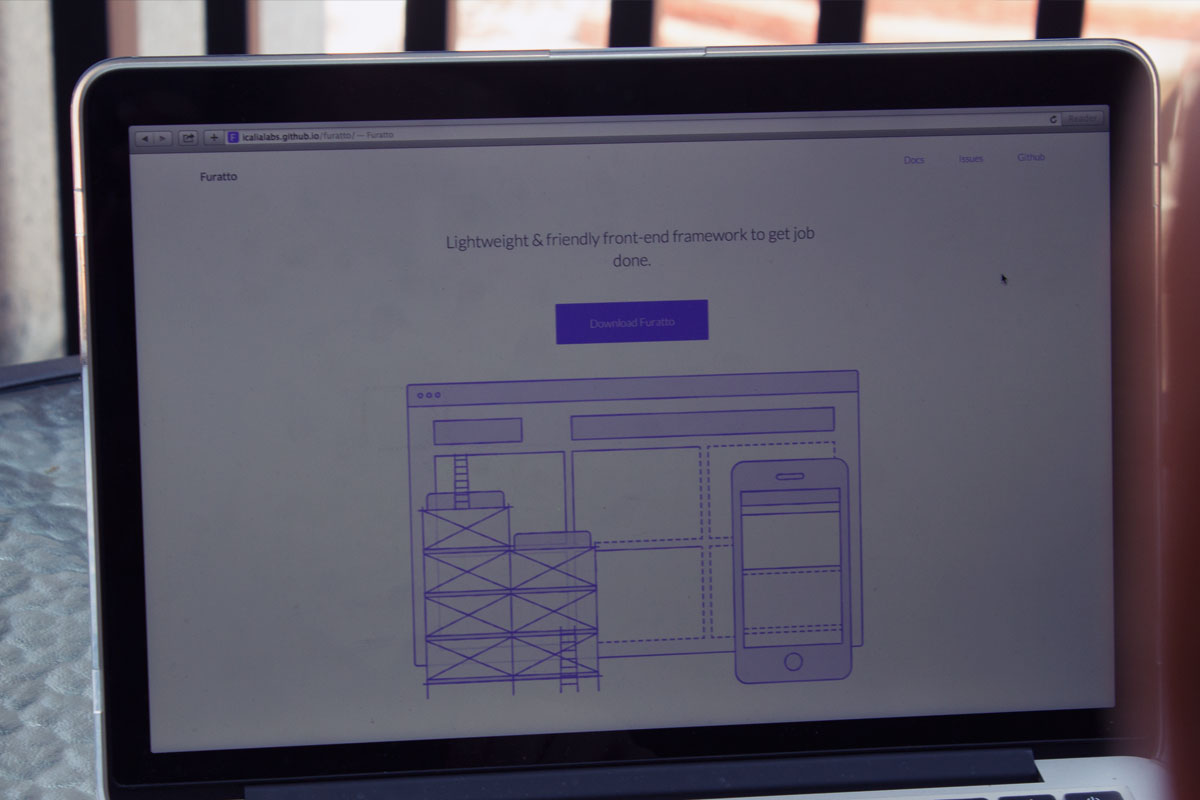 icalialabs.github.io/furatto/ — Furatto
Reader
Docs Issues Github
Furatto
Lightweight & friendly front-end framework to get job
done.
Download Furatto